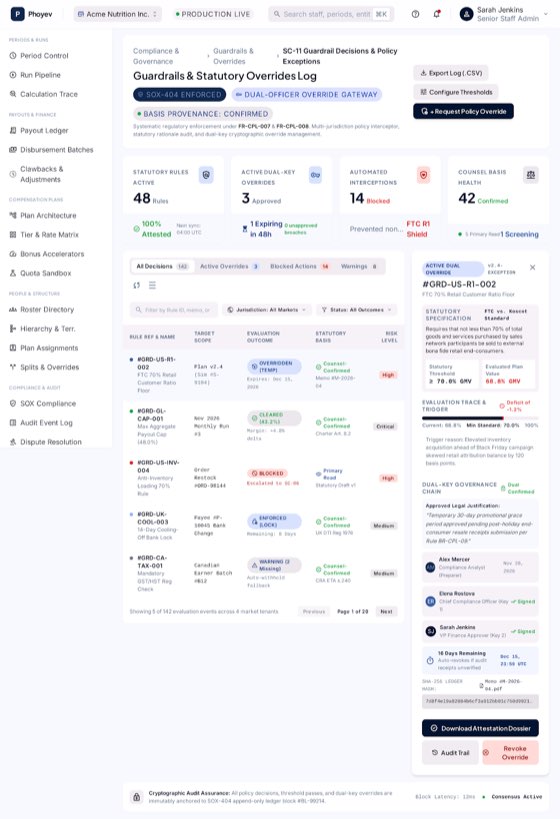 P Phoyev
Acme Nutrition Inc.
PRODUCTION LIVE
Search staff, periods, entit
⌘K
Sarah Jenkins
Senior Staff Admin
PERIODS & RUNS
Period Control
Run Pipeline
Calculation Trace
PAYOUTS & FINANCE
Payout Ledger
Disbursement Batches
Clawbacks &
Adjustments
COMPENSATION PLANS
Plan Architecture
Tier & Rate Matrix
Bonus Accelerators
Quota Sandbox
PEOPLE & STRUCTURE
Roster Directory
Hierarchy & Terr.
Plan Assignments
Splits & Overrides
COMPLIANCE & AUDIT
SOX Compliance
Audit Event Log
Dispute Resolution
Compliance &
Governance
Guardrails &
Overrides
SC-11 Guardrail Decisions & Policy
Exceptions
Guardrails & Statutory Overrides Log
SOX-404 ENFORCED
DUAL-OFFICER OVERRIDE GATEWAY
BASIS PROVENANCE: CONFIRMED
Systematic regulatory enforcement under FR-CPL-007 & FR-CPL-008. Multi-jurisdiction policy interceptor,
statutory rationale audit, and dual-key cryptographic override management.
Export Log (.CSV)
Configure Thresholds
+ Request Policy Override
STATUTORY RULES
ACTIVE
48 Rules
100%
Attested
Next sync:
04:00 UTC
ACTIVE DUAL-KEY
OVERRIDES
3 Approved
1 Expiring
in 48h
0 unapproved
breaches
AUTOMATED
INTERCEPTIONS
14 Blocked
Prevented non...
FTC R1
Shield
COUNSEL BASIS
HEALTH
42 Confirmed
5 Primary Read
1 Screening
All Decisions 142
Active Overrides 3
Blocked Actions 14
Warnings 8
Filter by Rule ID, memo, or
Jurisdiction: All Markets
Status: All Outcomes
RULE REF & NAME
TARGET
SCOPE
EVALUATION
OUTCOME
STATUTORY
BASIS
RISK
LEVEL
#GRD-US-R1-
002
FTC 70% Retail
Customer Ratio
Floor
Plan v2.4
OVERRIDDEN
(TEMP)
Expires: Dec 15,
2026
Counsel-
Confirmed
Memo #M-2026-
04
High
#GRD-GL-
CAP-001
Max Aggregate
Payout Cap
Nov 2026
Monthly Run
#3
CLEARED
(43.2%)
Margin: +4.8%
delta
Counsel-
Confirmed
Charter Art. 8.2
Critical
#GRD-US-INV-
004
Anti-Inventory
Loading 70%
Rule
Order
Restock
#ORD-99144
BLOCKED
Primary
Read
Statutory Draft v1
High
#GRD-UK-
COOL-003
14-Day Cooling-
Off Bank Lock
Payee #P-
Change
ENFORCED
(LOCK)
Remaining: 6 Days
Counsel-
Confirmed
Medium
#GRD-CA-
TAX-001
Mandatory
GST/HST Reg
Check
Canadian
Earner Batch
#B12
WARNING (2
Missing)
Auto-withhold
fallback
Counsel-
Confirmed
CRA ETA s.240
Medium
Showing 5 of 142 evaluation events across 4 market tenants
Previous
Page 1 of 29
Next
ACTIVE DUAL
OVERRIDE
v2.4-
EXCEPTION
#GRD-US-R1-002
FTC 70% Retail Customer Ratio Floor
STATUTORY
SPECIFICATION
FTC vs. Koscot
Standard
Requires that not less than 70% of total
goods and services purchased by sales
network participants be sold to external
bona fide retail end-consumers.
Statutory
Threshold
≥ 70.0% GMV
Evaluated Plan
Value
68.8% GMV
EVALUATION TRACE &
TRIGGER
Deficit of
-1.2%
Current: 68.8%
Min Standard: 70.0%
100%
Trigger reason: Elevated inventory
acquisition ahead of Black Friday campaign
skewed retail attribution balance by 120
basis points.
DUAL-KEY GOVERNANCE
CHAIN
Dual
Confirmed
Approved Legal Justification:
"Temporary 30-day promotional grace
period approved pending post-holiday end-
consumer resale receipts submission per
Rule BR-CPL-09."
Alex Mercer
Compliance Analyst
(Preparer)
Elena Rostova
Chief Compliance Officer (Key
Signed
SJ
Sarah Jenkins
VP Finance Approver (Key 2)
Signed
16 Days Remaining
Auto-revokes if audit
receipts unverified
Dec 15,
23:59 UTC
SHA-256 LEDGER
HASH:
Memo #M-2026-
04.pdf
Download Attestation Dossier
Audit Trail
Revoke
Override
Cryptographic Audit Assurance: All policy decisions, threshold passes, and dual-key overrides are
immutably anchored to SOX-404 append-only ledger block #BL-99214.
Block Latency: 12ms
Consensus Active